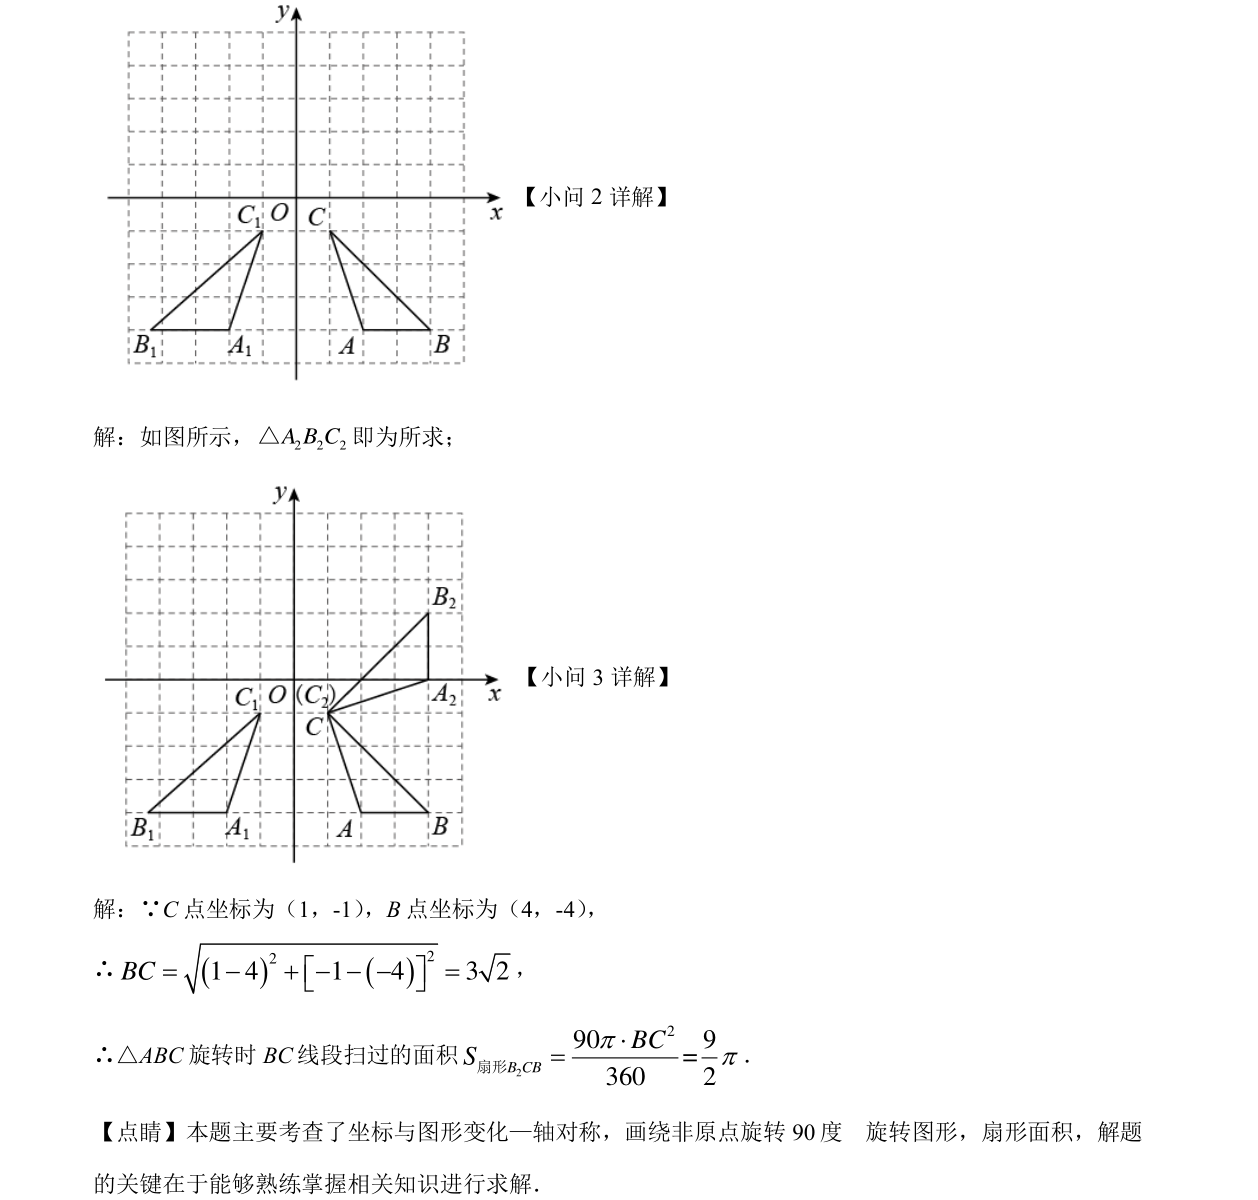 y
【小问 2 详解】
C₁ O C x
B₁ A₁ A B
解：如图所示，△A₂B₂C₂ 即为所求；
y
B₂
【小问 3 详解】
C₁ O (C₂) A₂ x
C
B₁ A₁ A B
解：∵C 点坐标为（1，-1），B 点坐标为（4，-4），
∴ BC = √((1−4)² + [−1−(−4)]²) = 3√2，
∴△ABC 旋转时 BC 线段扫过的面积 S扇形B₂CB = 90π·BC²/360 = 9/2 π．
【点睛】本题主要考查了坐标与图形变化—轴对称，画绕非原点旋转 90 度 旋转图形，扇形面积，解题
的关键在于能够熟练掌握相关知识进行求解．